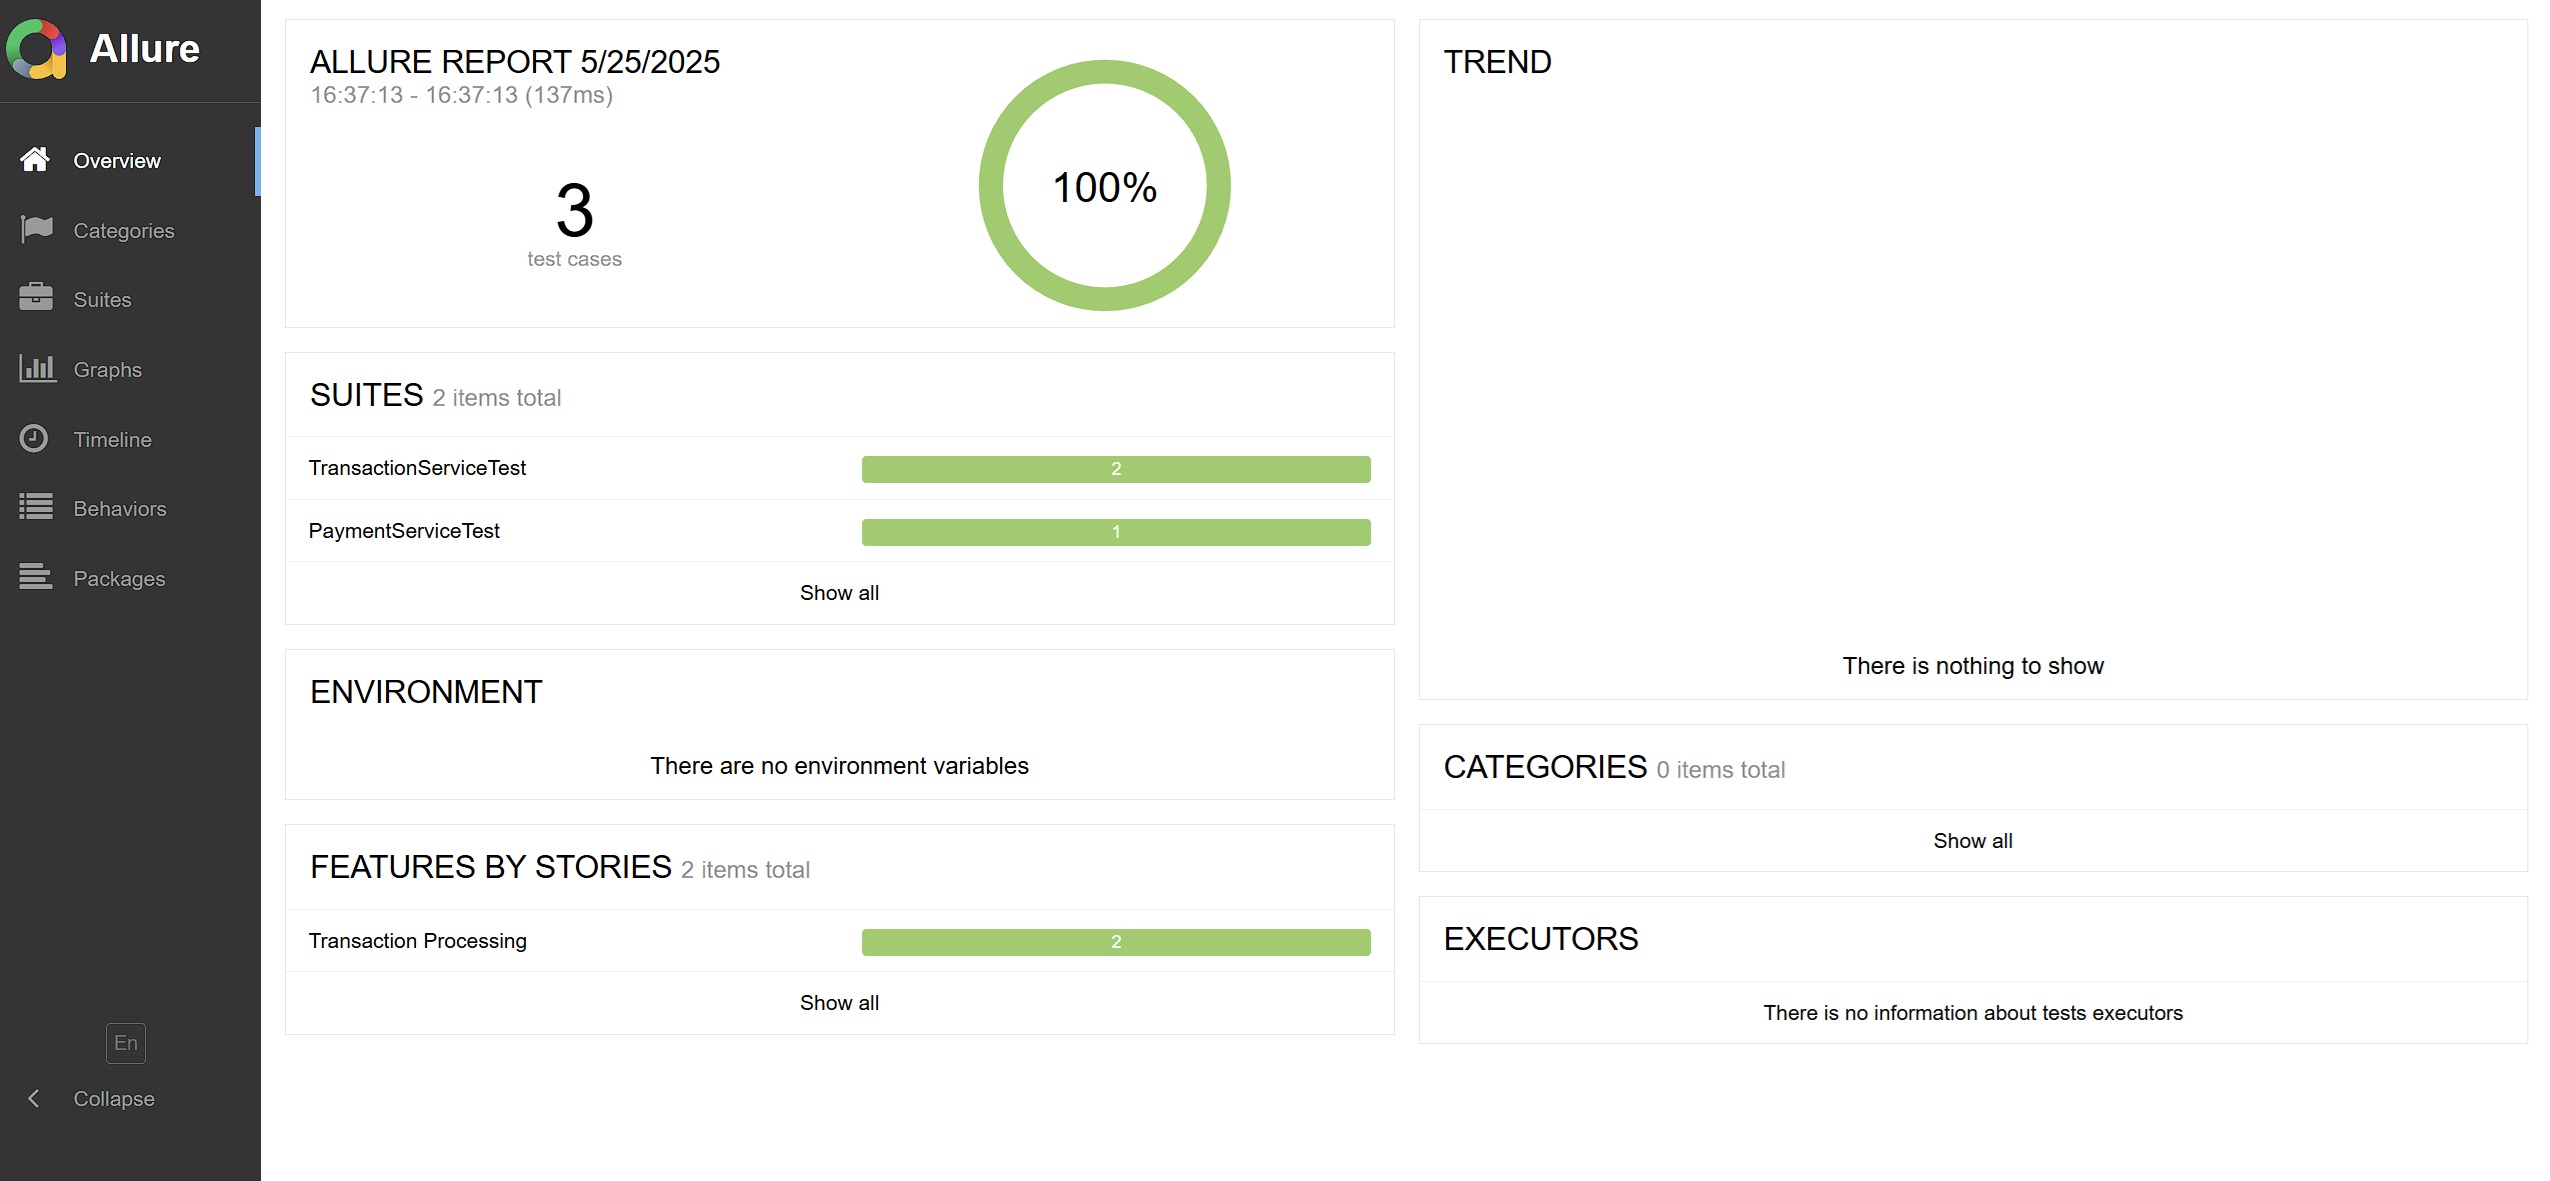 Allure
Overview
Categories
Suites
Graphs
Timeline
Behaviors
Packages
En
Collapse
ALLURE REPORT 5/25/2025
16:37:13 - 16:37:13 (137ms)
3
test cases
100%
SUITES 2 items total
TransactionServiceTest 2
PaymentServiceTest 1
Show all
ENVIRONMENT
There are no environment variables
FEATURES BY STORIES 2 items total
Transaction Processing 2
Show all
TREND
There is nothing to show
CATEGORIES 0 items total
Show all
EXECUTORS
There is no information about tests executors